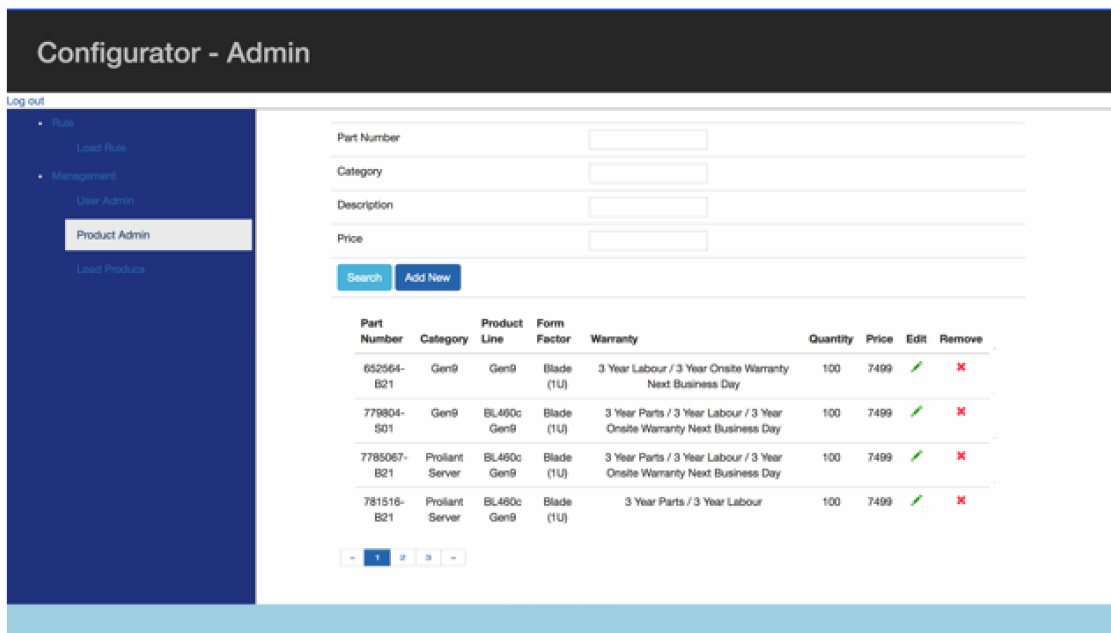 Configurator - Admin
Log out
Rule
Load Rule
Management
User Admin
Product Admin
Load Producs
Part Number
Category
Description
Price
Search Add New
Part Product Form
Number Category Line Factor Warranty Quantity Price Edit Remove
652564- Gen9 Gen9 Blade 3 Year Labour / 3 Year Onsite Warranty 100 7499
B21 (1U) Next Business Day
779804- Gen9 BL460c Blade 3 Year Parts / 3 Year Labour / 3 Year 100 7499
S01 Gen9 (1U) Onsite Warranty Next Business Day
7785067- Proliant BL460c Blade 3 Year Parts / 3 Year Labour / 3 Year 100 7499
B21 Server Gen9 (1U) Onsite Warranty Next Business Day
781516- Proliant BL460c Blade 3 Year Parts / 3 Year Labour 100 7499
B21 Server Gen9 (1U)
1 2 3